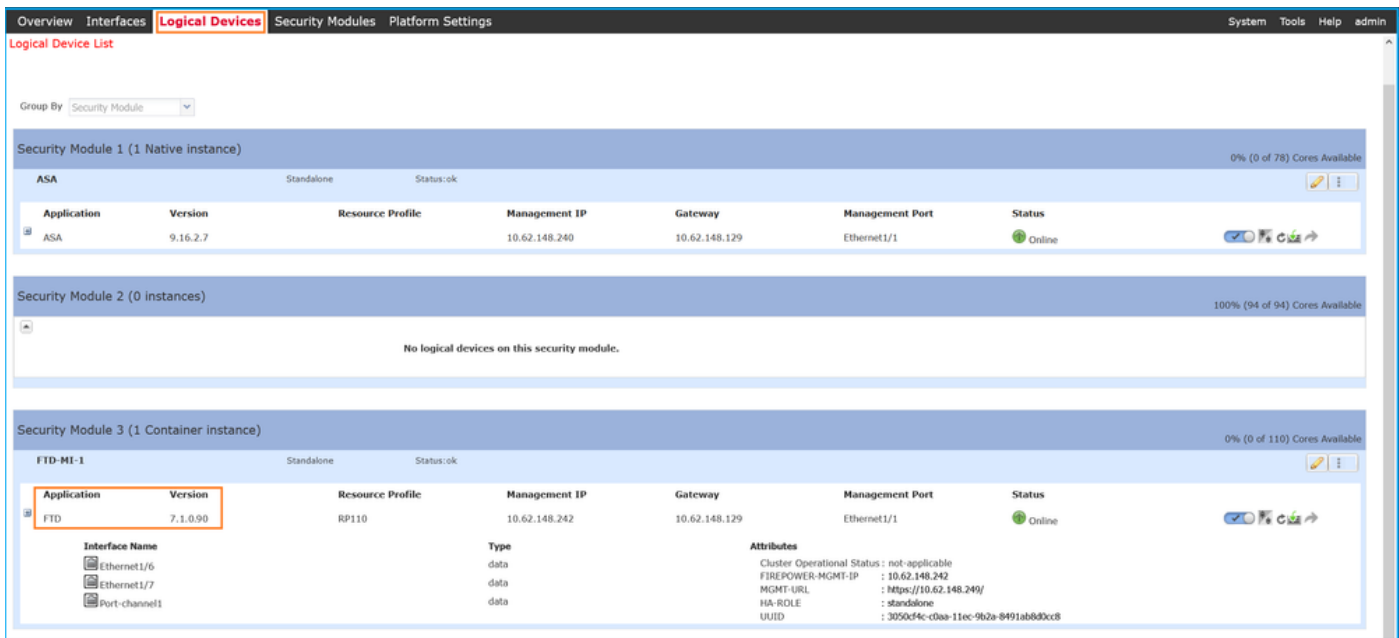 Overview Interfaces Logical Devices Security Modules Platform Settings System Tools Help admin
Logical Device List
Group By Security Module
Security Module 1 (1 Native instance) 0% (0 of 78) Cores Available
ASA Standalone Status:ok
Application Version Resource Profile Management IP Gateway Management Port Status
ASA 9.16.2.7 10.62.148.240 10.62.148.129 Ethernet1/1 Online
Security Module 2 (0 instances) 100% (94 of 94) Cores Available
No logical devices on this security module.
Security Module 3 (1 Container instance) 0% (0 of 110) Cores Available
FTD-MI-1 Standalone Status:ok
Application Version Resource Profile Management IP Gateway Management Port Status
FTD 7.1.0.90 RP110 10.62.148.242 10.62.148.129 Ethernet1/1 Online
Interface Name Type Attributes
Ethernet1/6 data Cluster Operational Status : not-applicable
FIREPOWER-MGMT-IP : 10.62.148.242
Ethernet1/7 data MGMT-URL : https://10.62.148.249/
Port-channel1 data HA-ROLE : standalone
UUID : 3050cf4c-c0aa-11ec-9b2a-8491ab8d0cc8